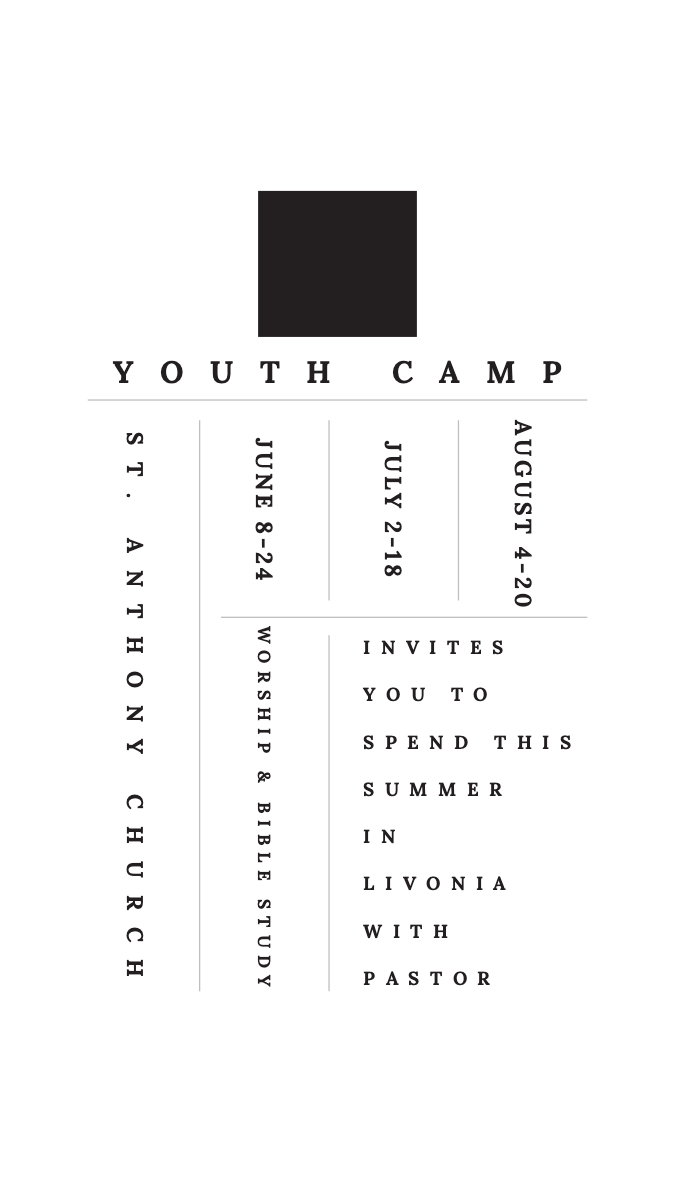 YOUTH CAMP
ST. ANTHONY CHURCH
JUNE 8-24
JULY 2-18
AUGUST 4-20
WORSHIP & BIBLE STUDY
INVITES
YOU TO
SPEND THIS
SUMMER
IN
LIVONIA
WITH
PASTOR